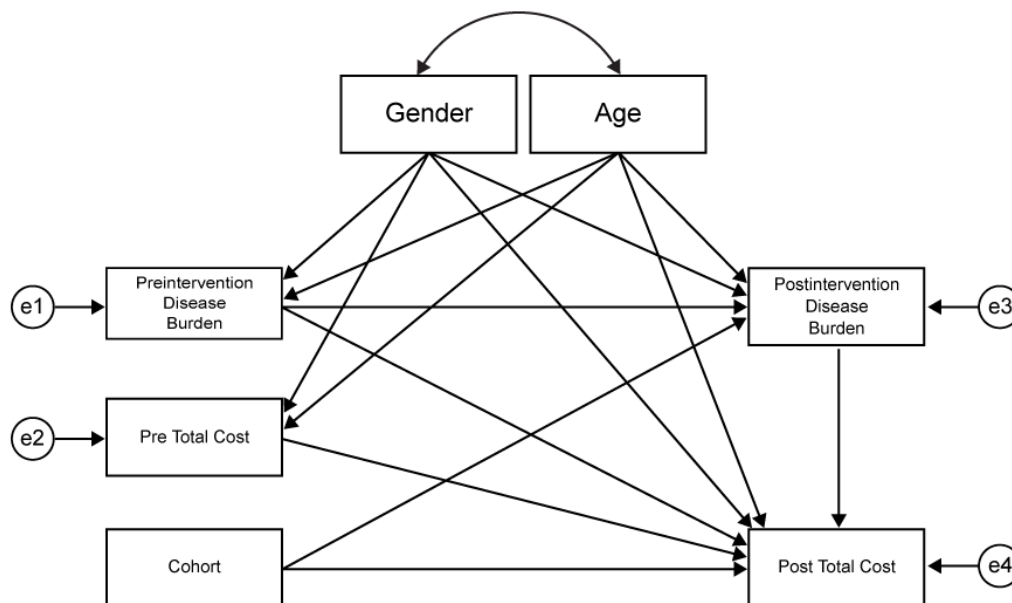 Gender
Age
Preintervention
Disease
Burden
Postintervention
Disease
Burden
e1
e3
e2
Pre Total Cost
Cohort
Post Total Cost
e4